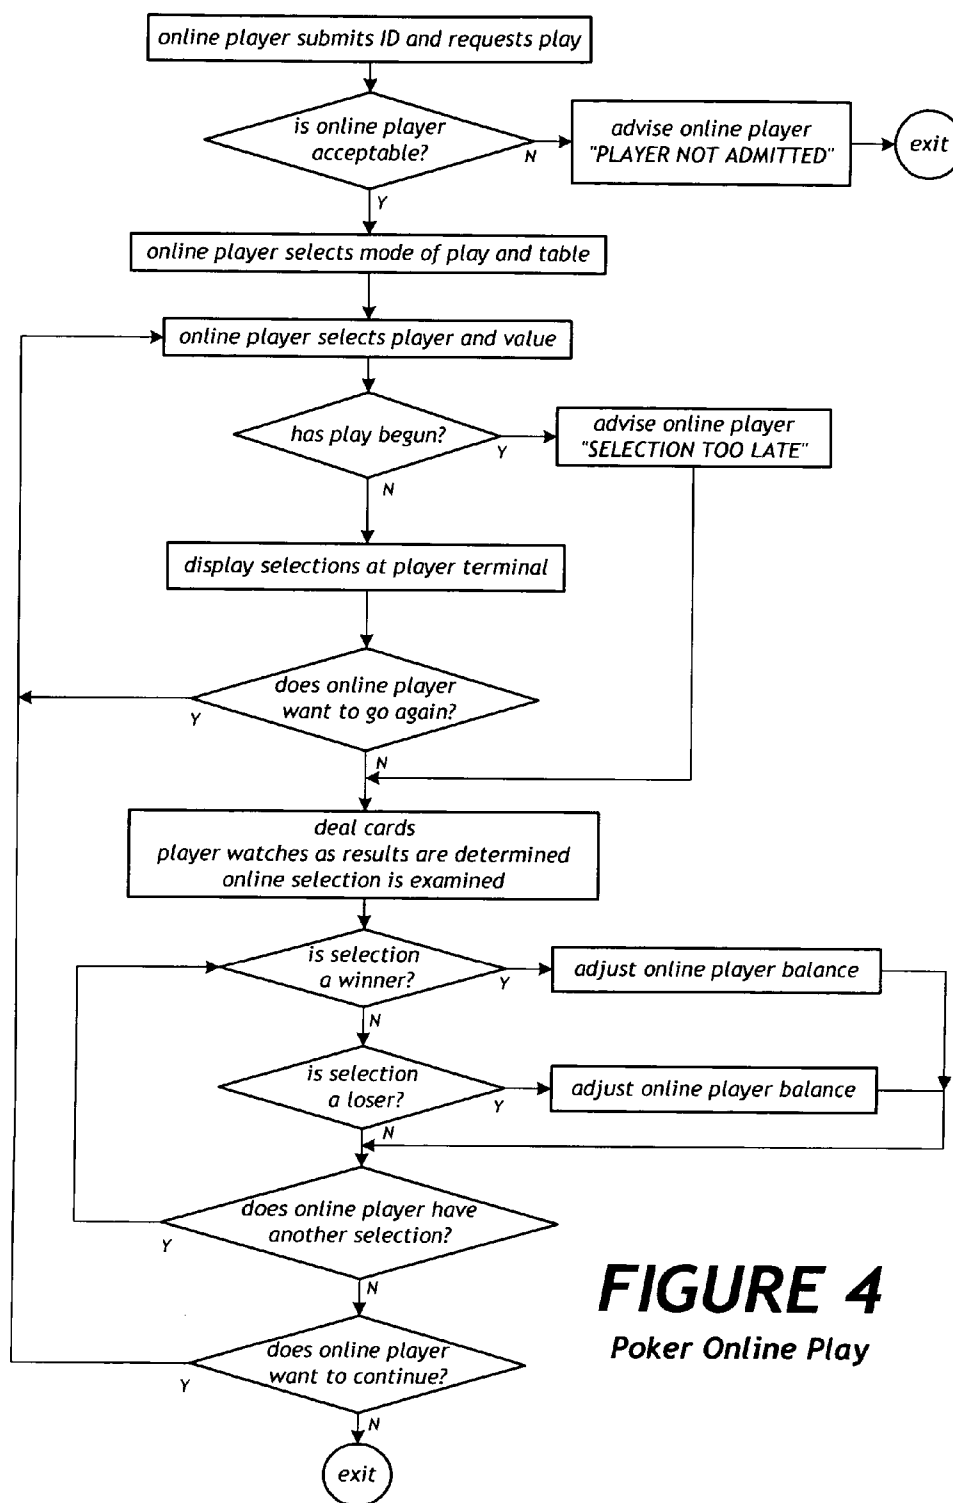 online player submits ID and requests play
is online player
acceptable?
N
advise online player
"PLAYER NOT ADMITTED"
exit
Y
online player selects mode of play and table
online player selects player and value
has play begun?
Y
advise online player
"SELECTION TOO LATE"
N
display selections at player terminal
does online player
want to go again?
Y
N
deal cards
player watches as results are determined
online selection is examined
is selection
a winner?
Y
adjust online player balance
N
is selection
a loser?
Y
adjust online player balance
N
does online player have
another selection?
Y
N
does online player
want to continue?
Y
N
exit
FIGURE 4
Poker Online Play